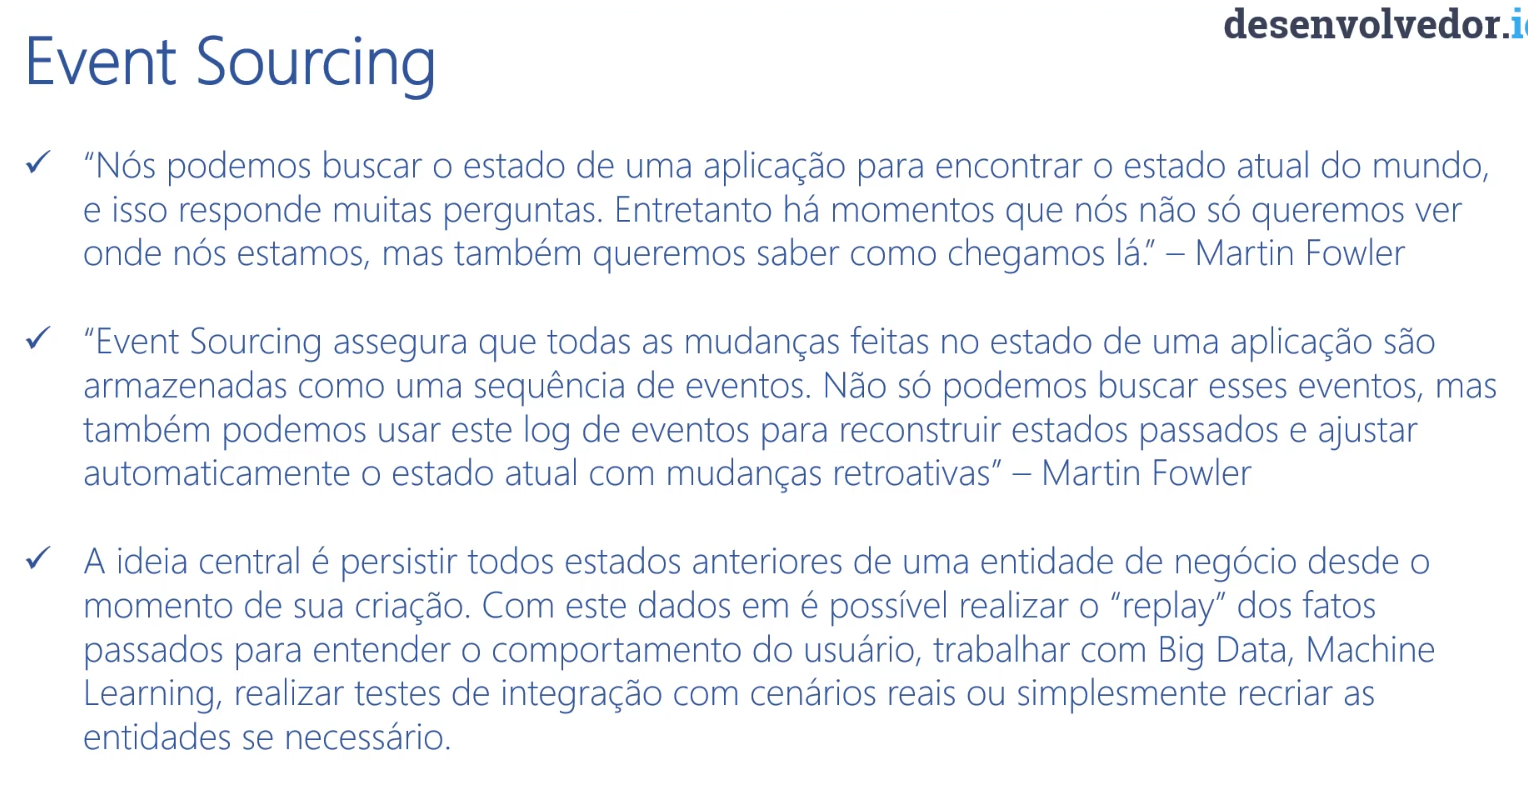 desenvolvedor.io
Event Sourcing
✓ “Nós podemos buscar o estado de uma aplicação para encontrar o estado atual do mundo,
e isso responde muitas perguntas. Entretanto há momentos que nós não só queremos ver
onde nós estamos, mas também queremos saber como chegamos lá.” – Martin Fowler
✓ “Event Sourcing assegura que todas as mudanças feitas no estado de uma aplicação são
armazenadas como uma sequência de eventos. Não só podemos buscar esses eventos, mas
também podemos usar este log de eventos para reconstruir estados passados e ajustar
automaticamente o estado atual com mudanças retroativas” – Martin Fowler
✓ A ideia central é persistir todos estados anteriores de uma entidade de negócio desde o
momento de sua criação. Com este dados em é possível realizar o “replay” dos fatos
passados para entender o comportamento do usuário, trabalhar com Big Data, Machine
Learning, realizar testes de integração com cenários reais ou simplesmente recriar as
entidades se necessário.